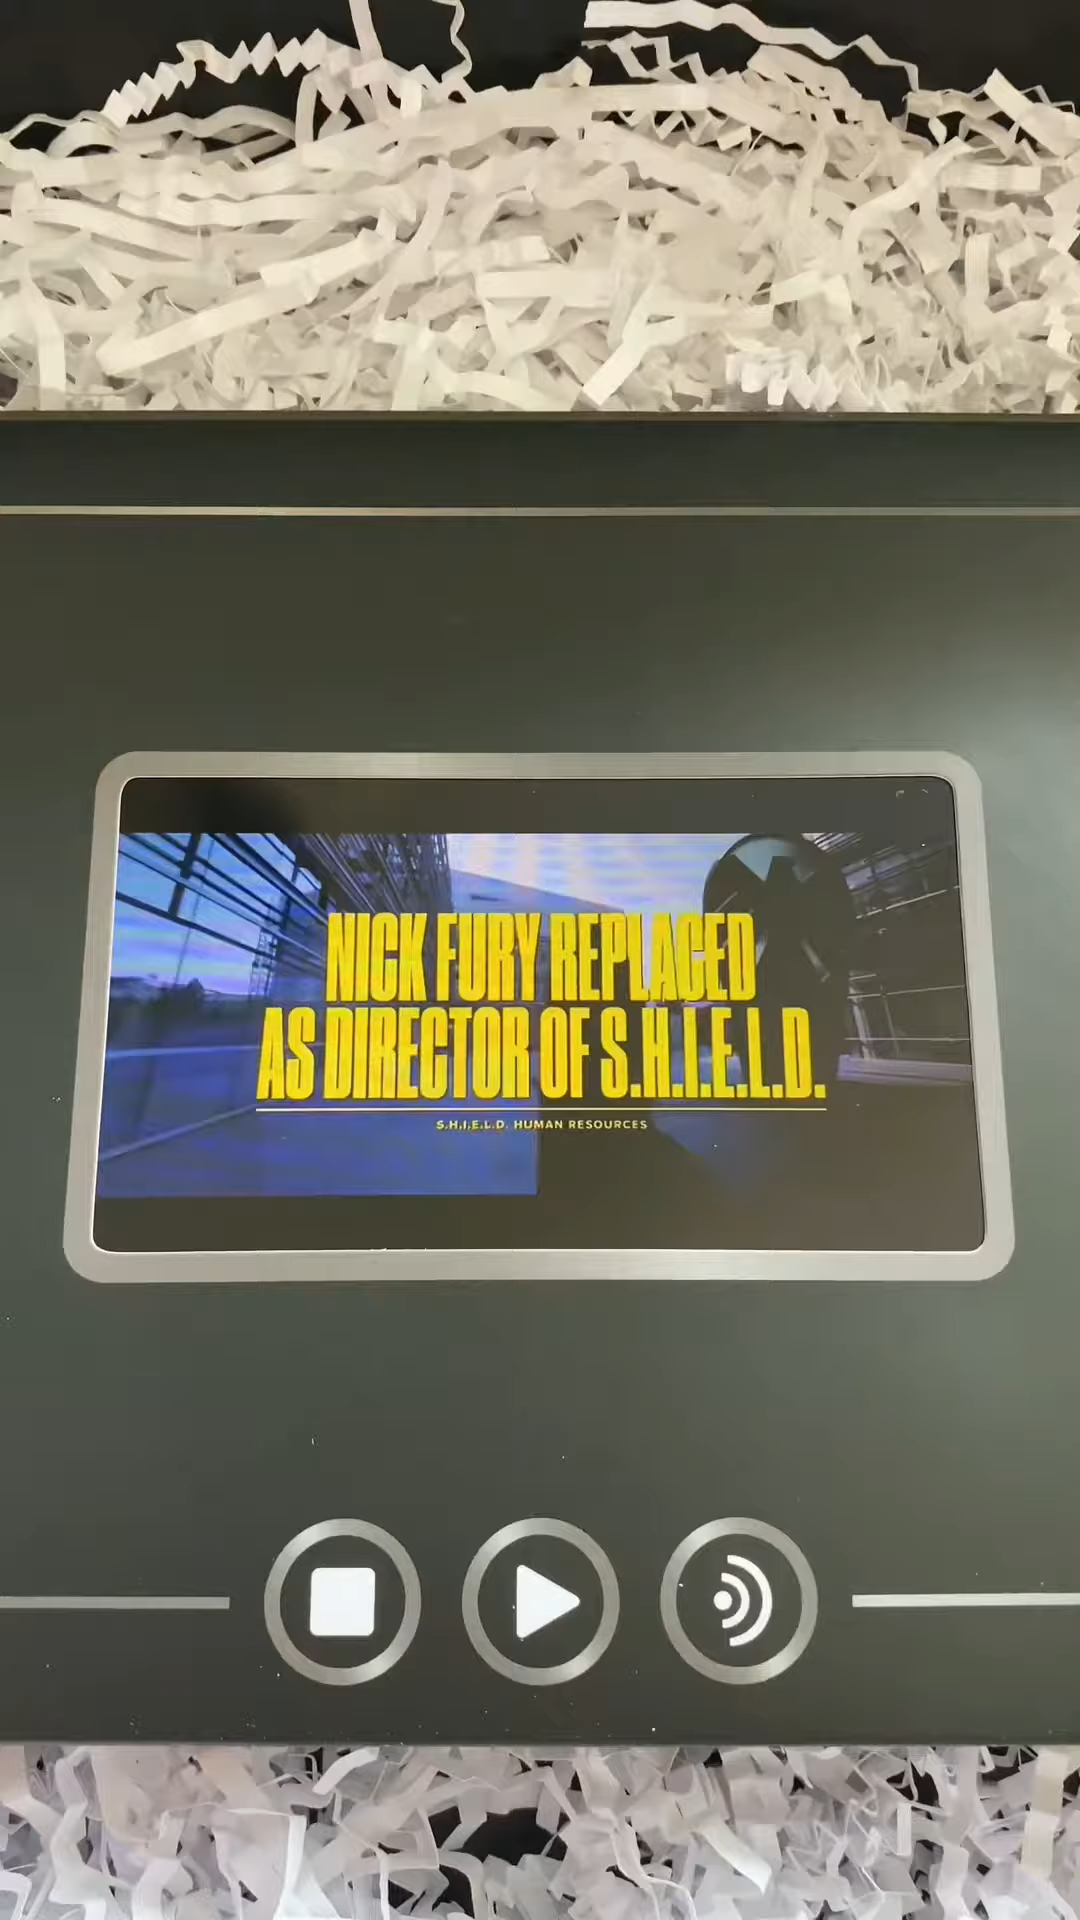 NICK FURY REPLACED
AS DIRECTOR OF S.H.I.E.L.D.
S.H.I.E.L.D. HUMAN RESOURCES